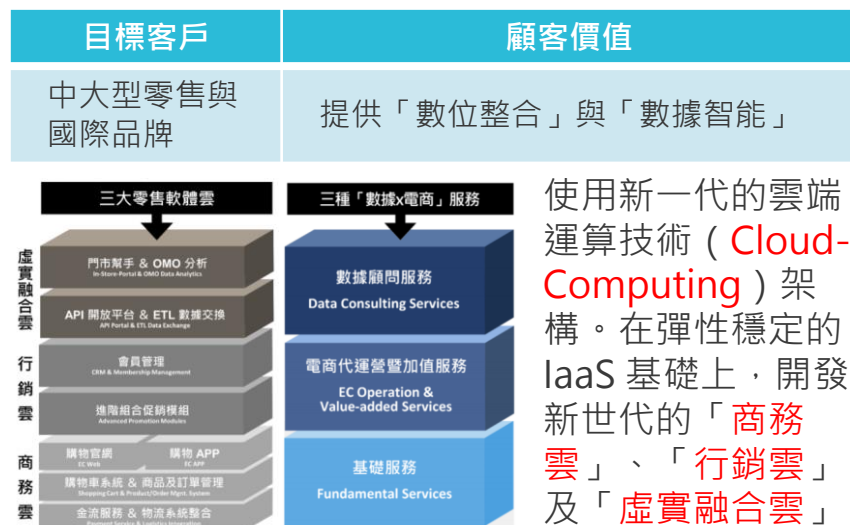 目標客戶
顧客價值
中大型零售與
國際品牌
提供「數位整合」與「數據智能」
三大零售軟體雲
虛實融合雲
門市幫手 & OMO 分析
In-Store-Portal & OMO Data Analytics
API 開放平台 & ETL 數據交換
API Portal & ETL Data Exchange
行銷雲
會員管理
CRM & Membership Management
進階組合促銷模組
Advanced Promotion Modules
商務雲
購物官網
EC Web
購物 APP
EC APP
購物車系統 & 商品及訂單管理
Shopping Cart & Product/Order Mgmt. System
金流服務 & 物流系統整合
Payment Service & Logistics Integration
三種「數據x電商」服務
數據顧問服務
Data Consulting Services
電商代運營暨加值服務
EC Operation &
Value-added Services
基礎服務
Fundamental Services
使用新一代的雲端
運算技術（Cloud-
Computing）架
構。在彈性穩定的
IaaS 基礎上，開發
新世代的「商務
雲」、「行銷雲」
及「虛實融合雲」